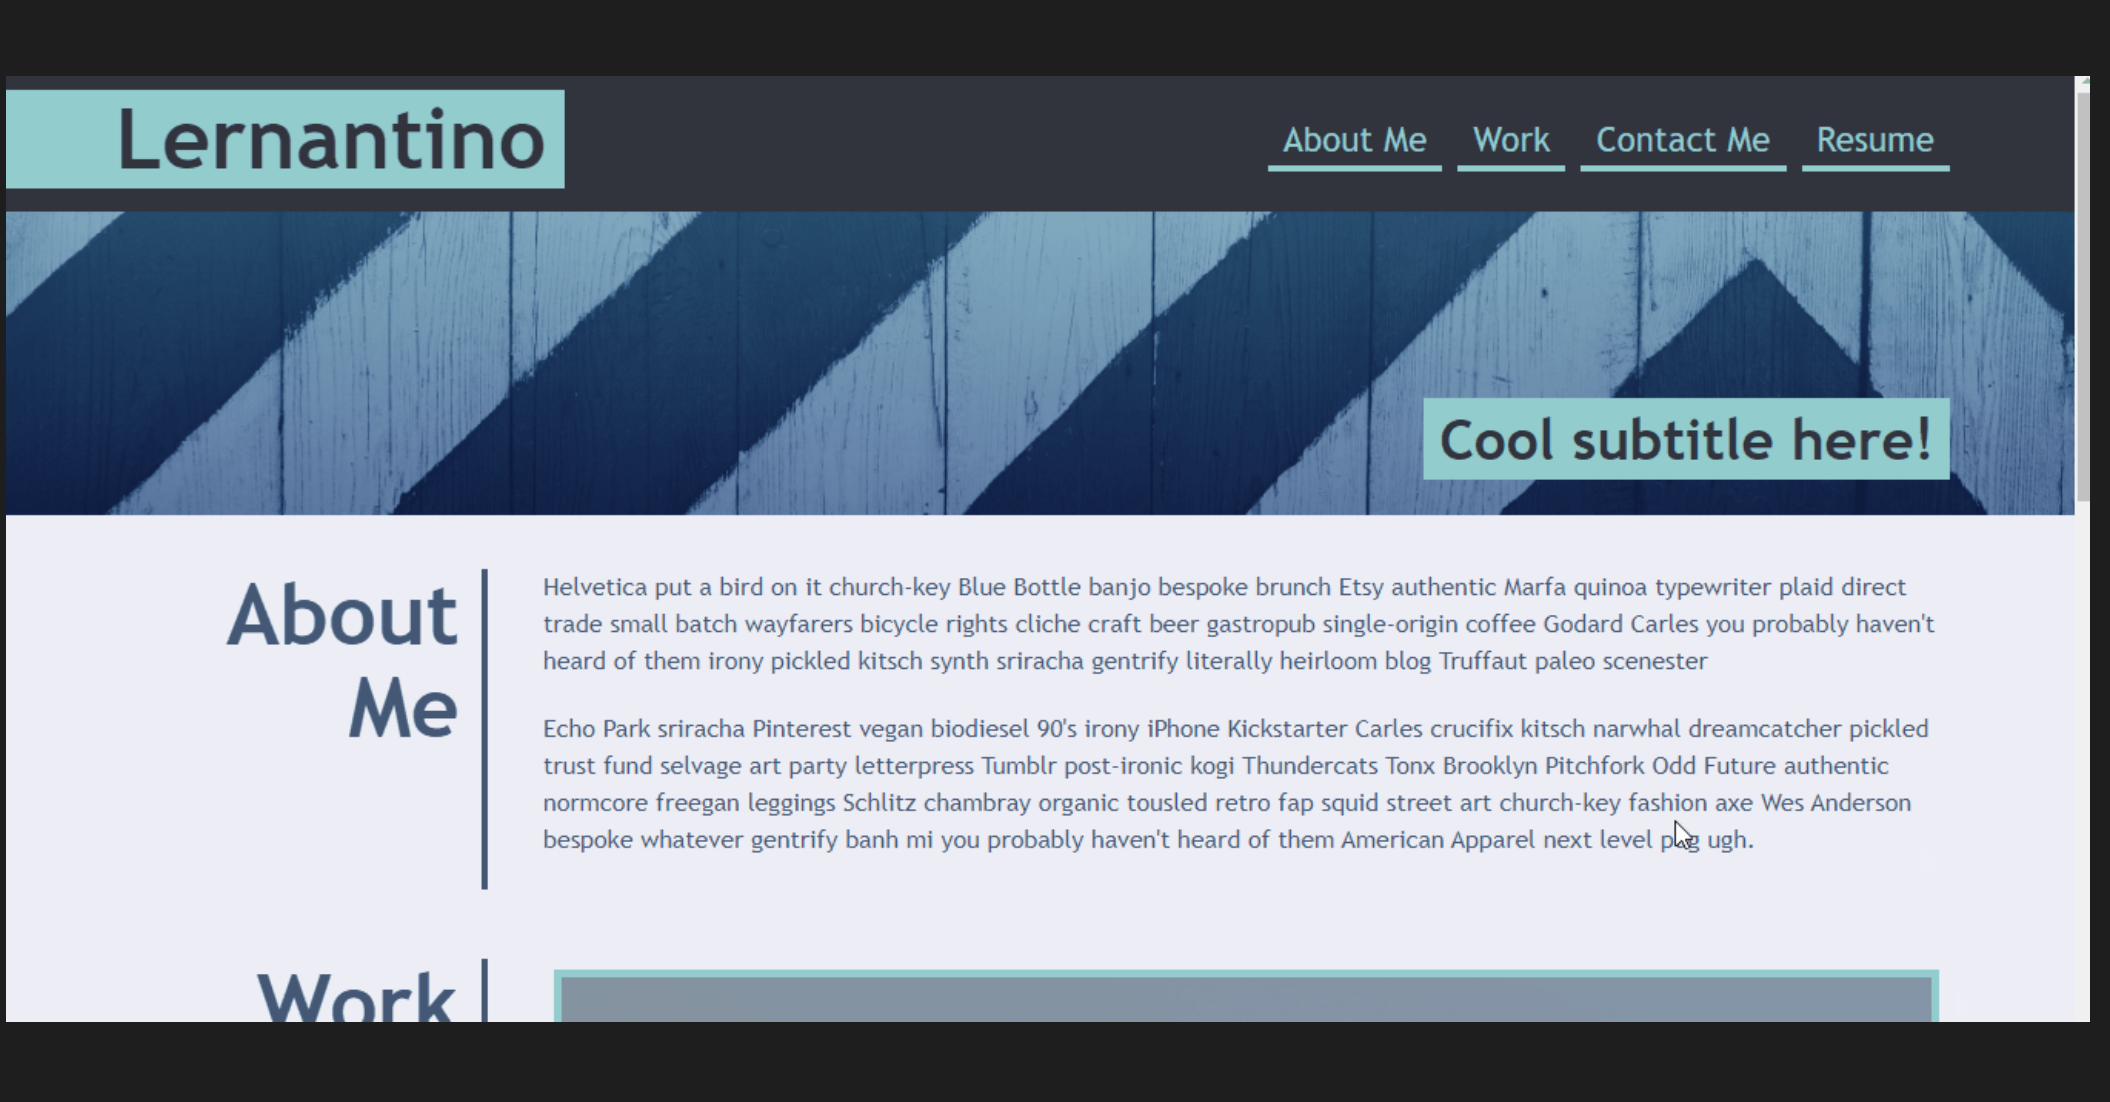 Lernantino
About Me Work Contact Me Resume
Cool subtitle here!
About
Me
Helvetica put a bird on it church-key Blue Bottle banjo bespoke brunch Etsy authentic Marfa quinoa typewriter plaid direct
trade small batch wayfarers bicycle rights cliche craft beer gastropub single-origin coffee Godard Carles you probably haven't
heard of them irony pickled kitsch synth sriracha gentrify literally heirloom blog Truffaut paleo scenester
Echo Park sriracha Pinterest vegan biodiesel 90's irony iPhone Kickstarter Carles crucifix kitsch narwhal dreamcatcher pickled
trust fund selvage art party letterpress Tumblr post-ironic kogi Thundercats Tonx Brooklyn Pitchfork Odd Future authentic
normcore freegan leggings Schlitz chambray organic tousled retro fap squid street art church-key fashion axe Wes Anderson
bespoke whatever gentrify banh mi you probably haven't heard of them American Apparel next level ugh.
Work